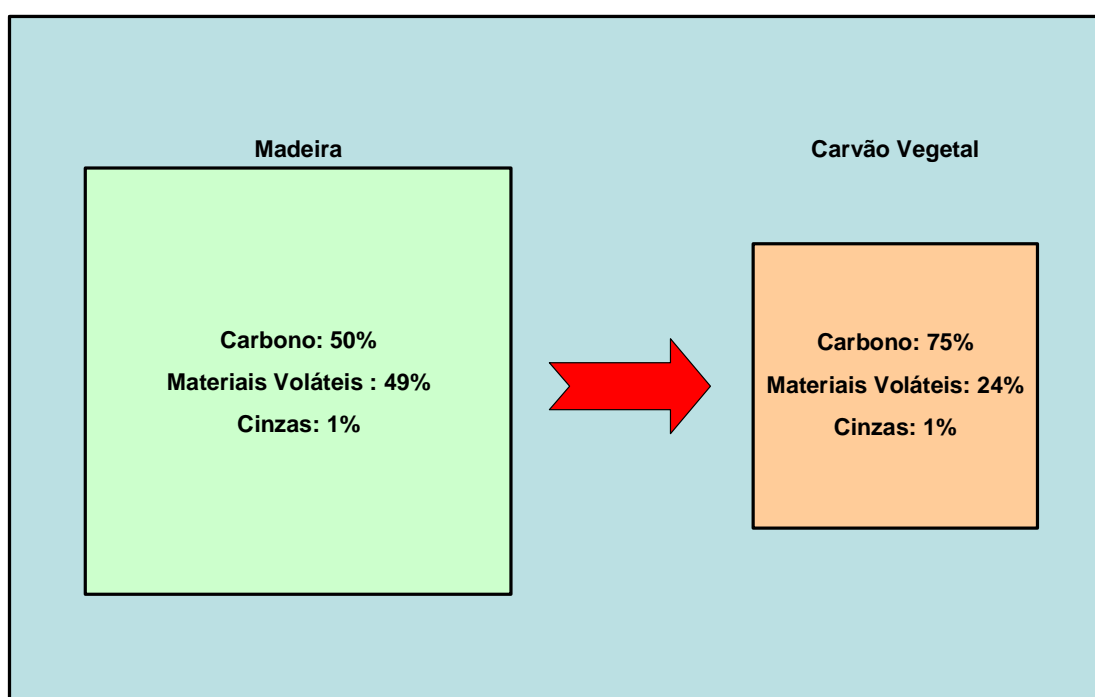 Madeira
Carbono: 50%
Materiais Voláteis : 49%
Cinzas: 1%
Carvão Vegetal
Carbono: 75%
Materiais Voláteis: 24%
Cinzas: 1%